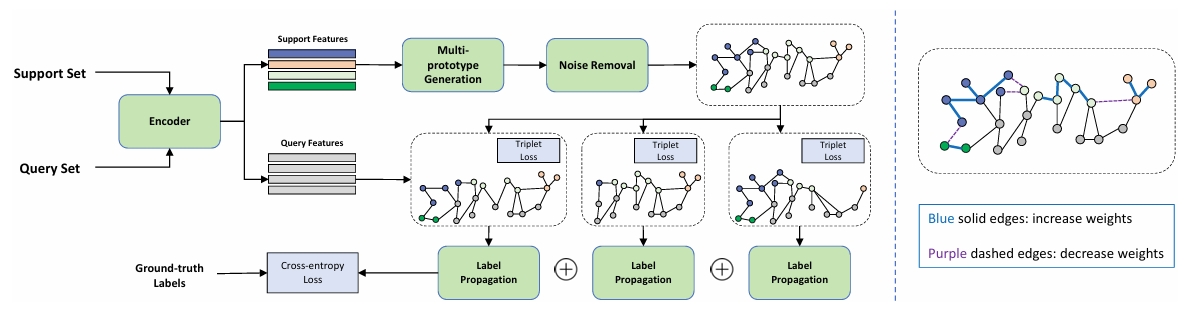 Support Set
Query Set
Encoder
Support Features
Multi-
prototype
Generation
Noise Removal
Query Features
Triplet
Loss
Triplet
Loss
Triplet
Loss
Ground-truth
Labels
Cross-entropy
Loss
Label
Propagation
Label
Propagation
Label
Propagation
Blue solid edges: increase weights
Purple dashed edges: decrease weights